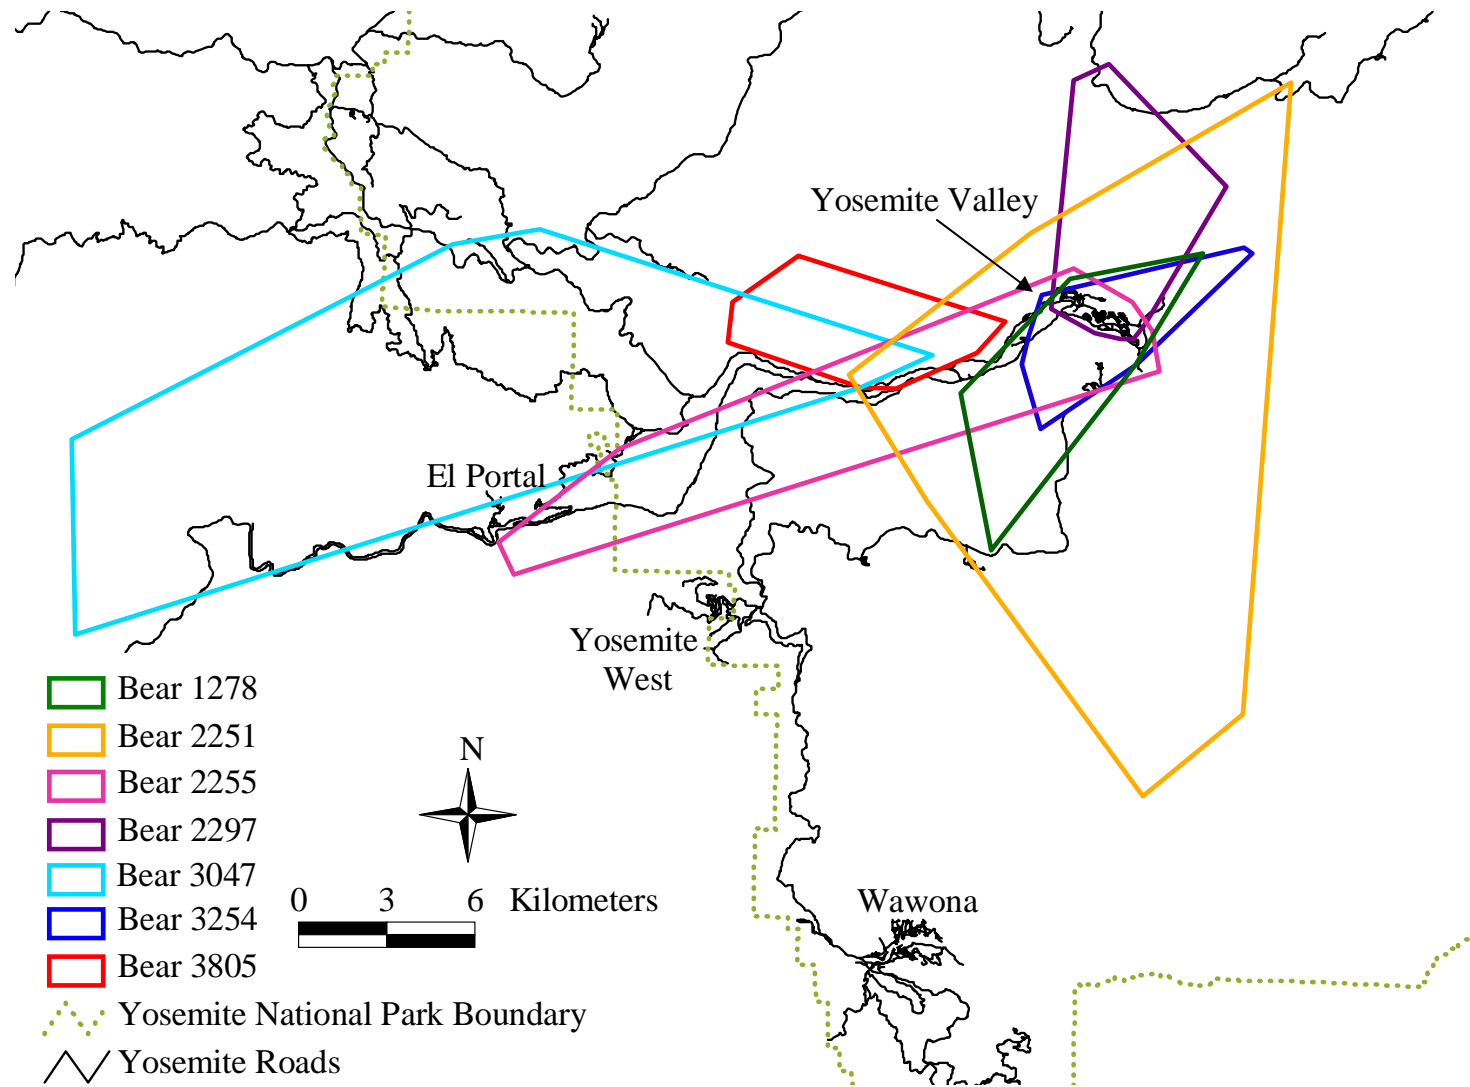 Yosemite Valley
El Portal
Yosemite
West
Bear 1278
Bear 2251
Bear 2255
Bear 2297
Bear 3047
Bear 3254
Bear 3805
Yosemite National Park Boundary
Yosemite Roads
N
0 3 6 Kilometers
Wawona